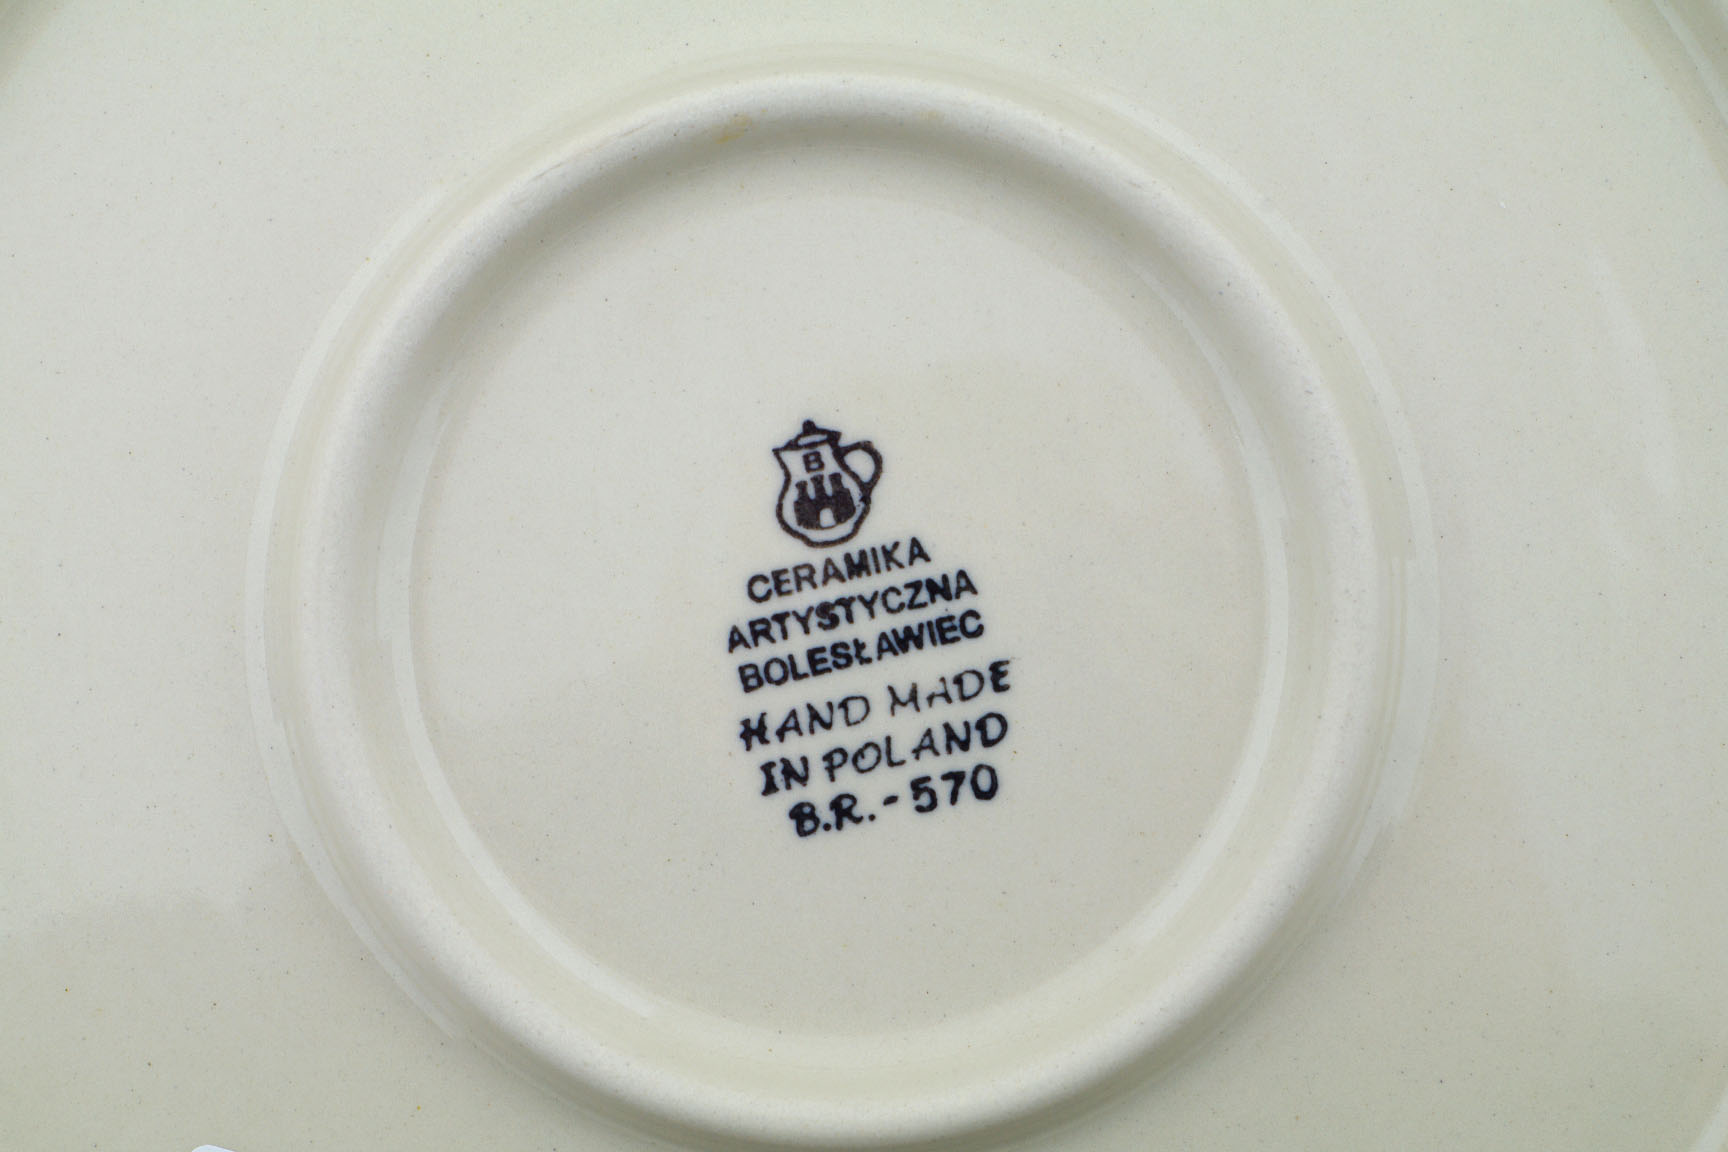 B
CERAMIKA
ARTYSTYCZNA
BOLESŁAWIEC
HAND MADE
IN POLAND
B.R. - 570